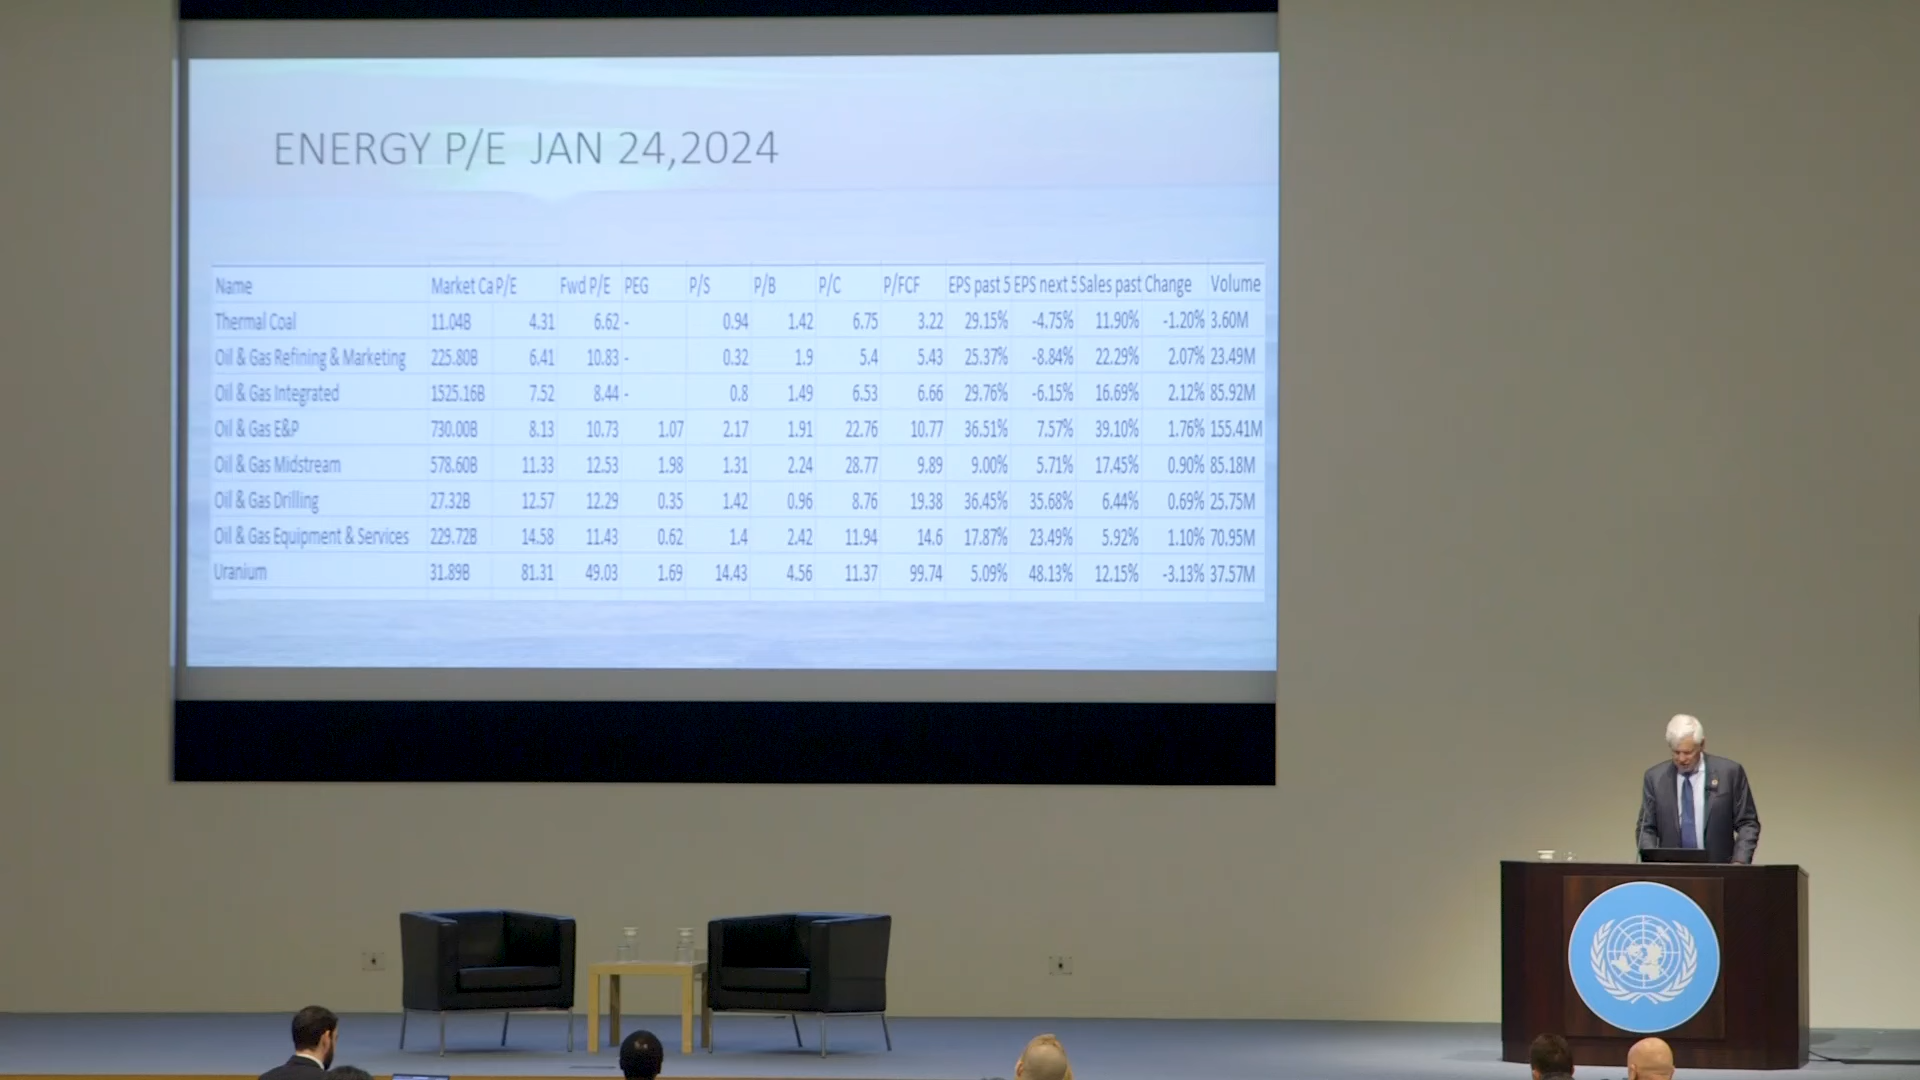 ENERGY P/E JAN 24,2024
Name Market Ca P/E Fwd P/E PEG P/S P/B P/C P/FCF EPS past 5 EPS next 5 Sales past Change Volume
Thermal Coal 11.04B 4.31 6.62 - 0.94 1.42 6.75 3.22 29.15% -4.75% 11.90% -1.20% 3.60M
Oil & Gas Refining & Marketing 225.80B 6.41 10.83 - 0.32 1.9 5.4 5.43 25.37% -8.84% 22.29% 2.07% 23.49M
Oil & Gas Integrated 1525.16B 7.52 8.44 - 0.8 1.49 6.53 6.66 29.76% -6.15% 16.69% 2.12% 85.92M
Oil & Gas E&P 730.00B 8.13 10.73 1.07 2.17 1.91 22.76 10.77 36.51% 7.57% 39.10% 1.76% 155.41M
Oil & Gas Midstream 578.60B 11.33 12.53 1.98 1.31 2.24 28.77 9.89 9.00% 5.71% 17.45% 0.90% 85.18M
Oil & Gas Drilling 27.32B 12.57 12.29 0.35 1.42 0.96 8.76 19.38 36.45% 35.68% 6.44% 0.69% 25.75M
Oil & Gas Equipment & Services 229.72B 14.58 11.43 0.62 1.4 2.42 11.94 14.6 17.87% 23.49% 5.92% 1.10% 70.95M
Uranium 31.89B 81.31 49.03 1.69 14.43 4.56 11.37 99.74 5.09% 48.13% 12.15% -3.13% 37.57M